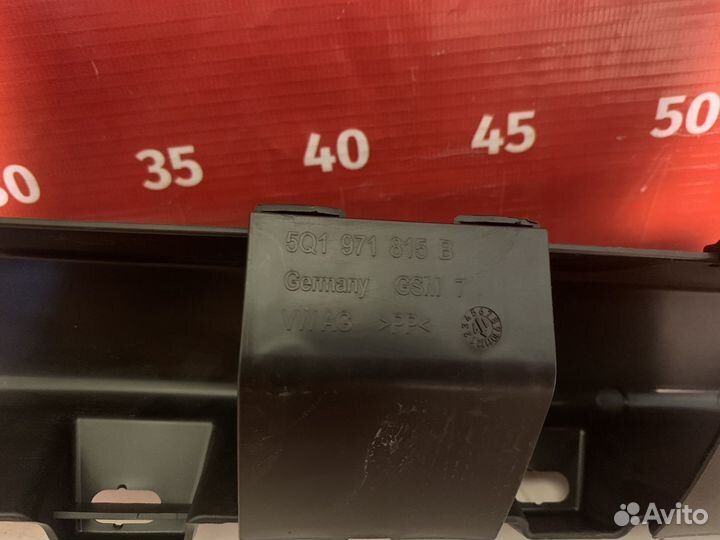 35 40 45 50
5Q1 971 815 B
Germany GSM 7
VW AG >PP<
Avito